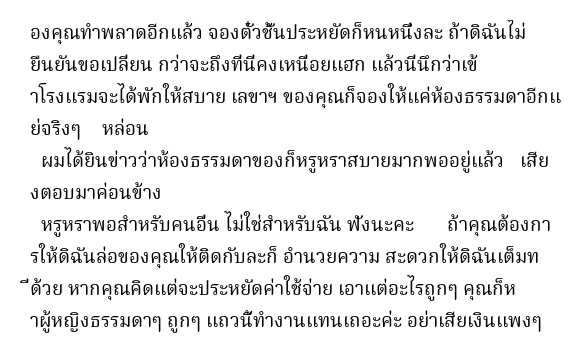 องคุณทำพลาดอีกแล้ว จองตั๋วชั้นประหยัดก็หนหนึ่งละ ถ้าดิฉันไม่
ยืนยันขอเปลี่ยน กว่าจะถึงที่นี่คงเหนื่อยแฮก แล้วนี่นึกว่าเข้
าโรงแรมจะได้พักให้สบาย เลขาฯ ของคุณก็จองให้แค่ห้องธรรมดาอีกแ
ย่จริงๆ หล่อน
ผมได้ยินข่าวว่าห้องธรรมดาของก็หรูหราสบายมากพออยู่แล้ว เสีย
งตอบมาค่อนข้าง
หรูหราพอสำหรับคนอื่น ไม่ใช่สำหรับฉัน ฟังนะคะ ถ้าคุณต้องกา
รให้ดิฉันล่อของคุณให้ติดกับละก็ อำนวยความ สะดวกให้ดิฉันเต็มท
ี่ด้วย หากคุณคิดแต่จะประหยัดค่าใช้จ่าย เอาแต่อะไรถูกๆ คุณก็ห
าผู้หญิงธรรมดาๆ ถูกๆ แถวนี้ทำงานแทนเถอะค่ะ อย่าเสียเงินแพงๆ